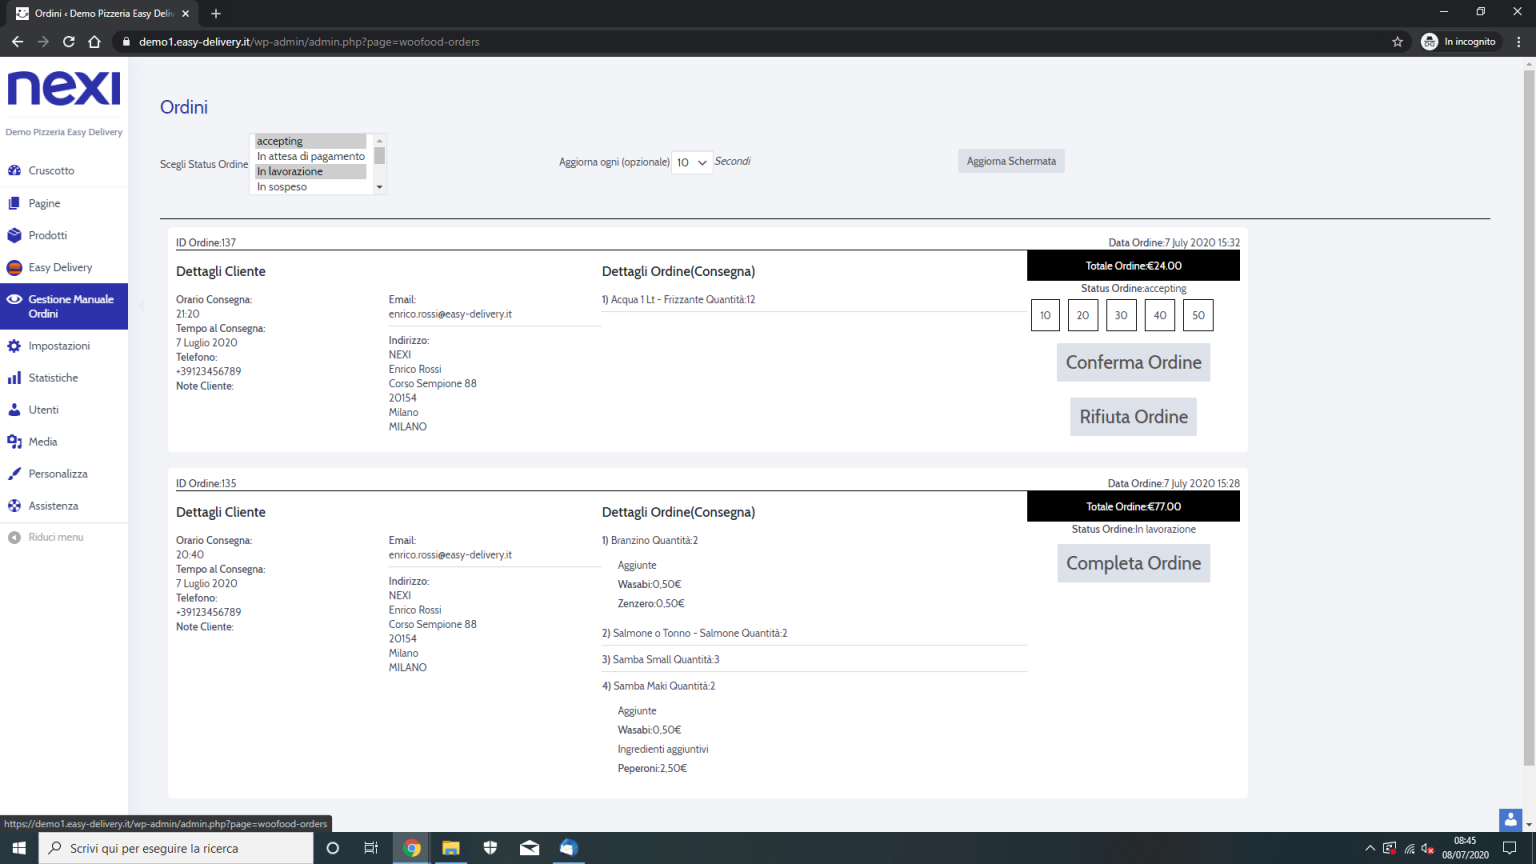 Ordini ‹ Demo Pizzeria Easy Deliv
demo1.easy-delivery.it/wp-admin/admin.php?page=woofood-orders
In incognito
nexi
Demo Pizzeria Easy Delivery
Cruscotto
Pagine
Prodotti
Easy Delivery
Gestione Manuale
Ordini
Impostazioni
Statistiche
Utenti
Media
Personalizza
Assistenza
Riduci menu
Ordini
Scegli Status Ordine
accepting
In attesa di pagamento
In lavorazione
In sospeso
Aggiorna ogni (opzionale) 10 Secondi
Aggiorna Schermata
ID Ordine:137
Data Ordine:7 July 2020 15:32
Dettagli Cliente
Orario Consegna:
21:20
Tempo al Consegna:
7 Luglio 2020
Telefono:
+39123456789
Note Cliente:
Email:
enrico.rossi@easy-delivery.it
Indirizzo:
NEXI
Enrico Rossi
Corso Sempione 88
20154
Milano
MILANO
Dettagli Ordine(Consegna)
1) Acqua 1 Lt - Frizzante Quantità:12
Totale Ordine:€24.00
Status Ordine:accepting
10 20 30 40 50
Conferma Ordine
Rifiuta Ordine
ID Ordine:135
Data Ordine:7 July 2020 15:28
Dettagli Cliente
Orario Consegna:
20:40
Tempo al Consegna:
7 Luglio 2020
Telefono:
+39123456789
Note Cliente:
Email:
enrico.rossi@easy-delivery.it
Indirizzo:
NEXI
Enrico Rossi
Corso Sempione 88
20154
Milano
MILANO
Dettagli Ordine(Consegna)
1) Branzino Quantità:2
Aggiunte
Wasabi:0,50€
Zenzero:0,50€
2) Salmone o Tonno - Salmone Quantità:2
3) Samba Small Quantità:3
4) Samba Maki Quantità:2
Aggiunte
Wasabi:0,50€
Ingredienti aggiuntivi
Peperoni:2,50€
Totale Ordine:€77.00
Status Ordine:In lavorazione
Completa Ordine
https://demo1.easy-delivery.it/wp-admin/admin.php?page=woofood-orders
Scrivi qui per eseguire la ricerca
08:45
08/07/2020